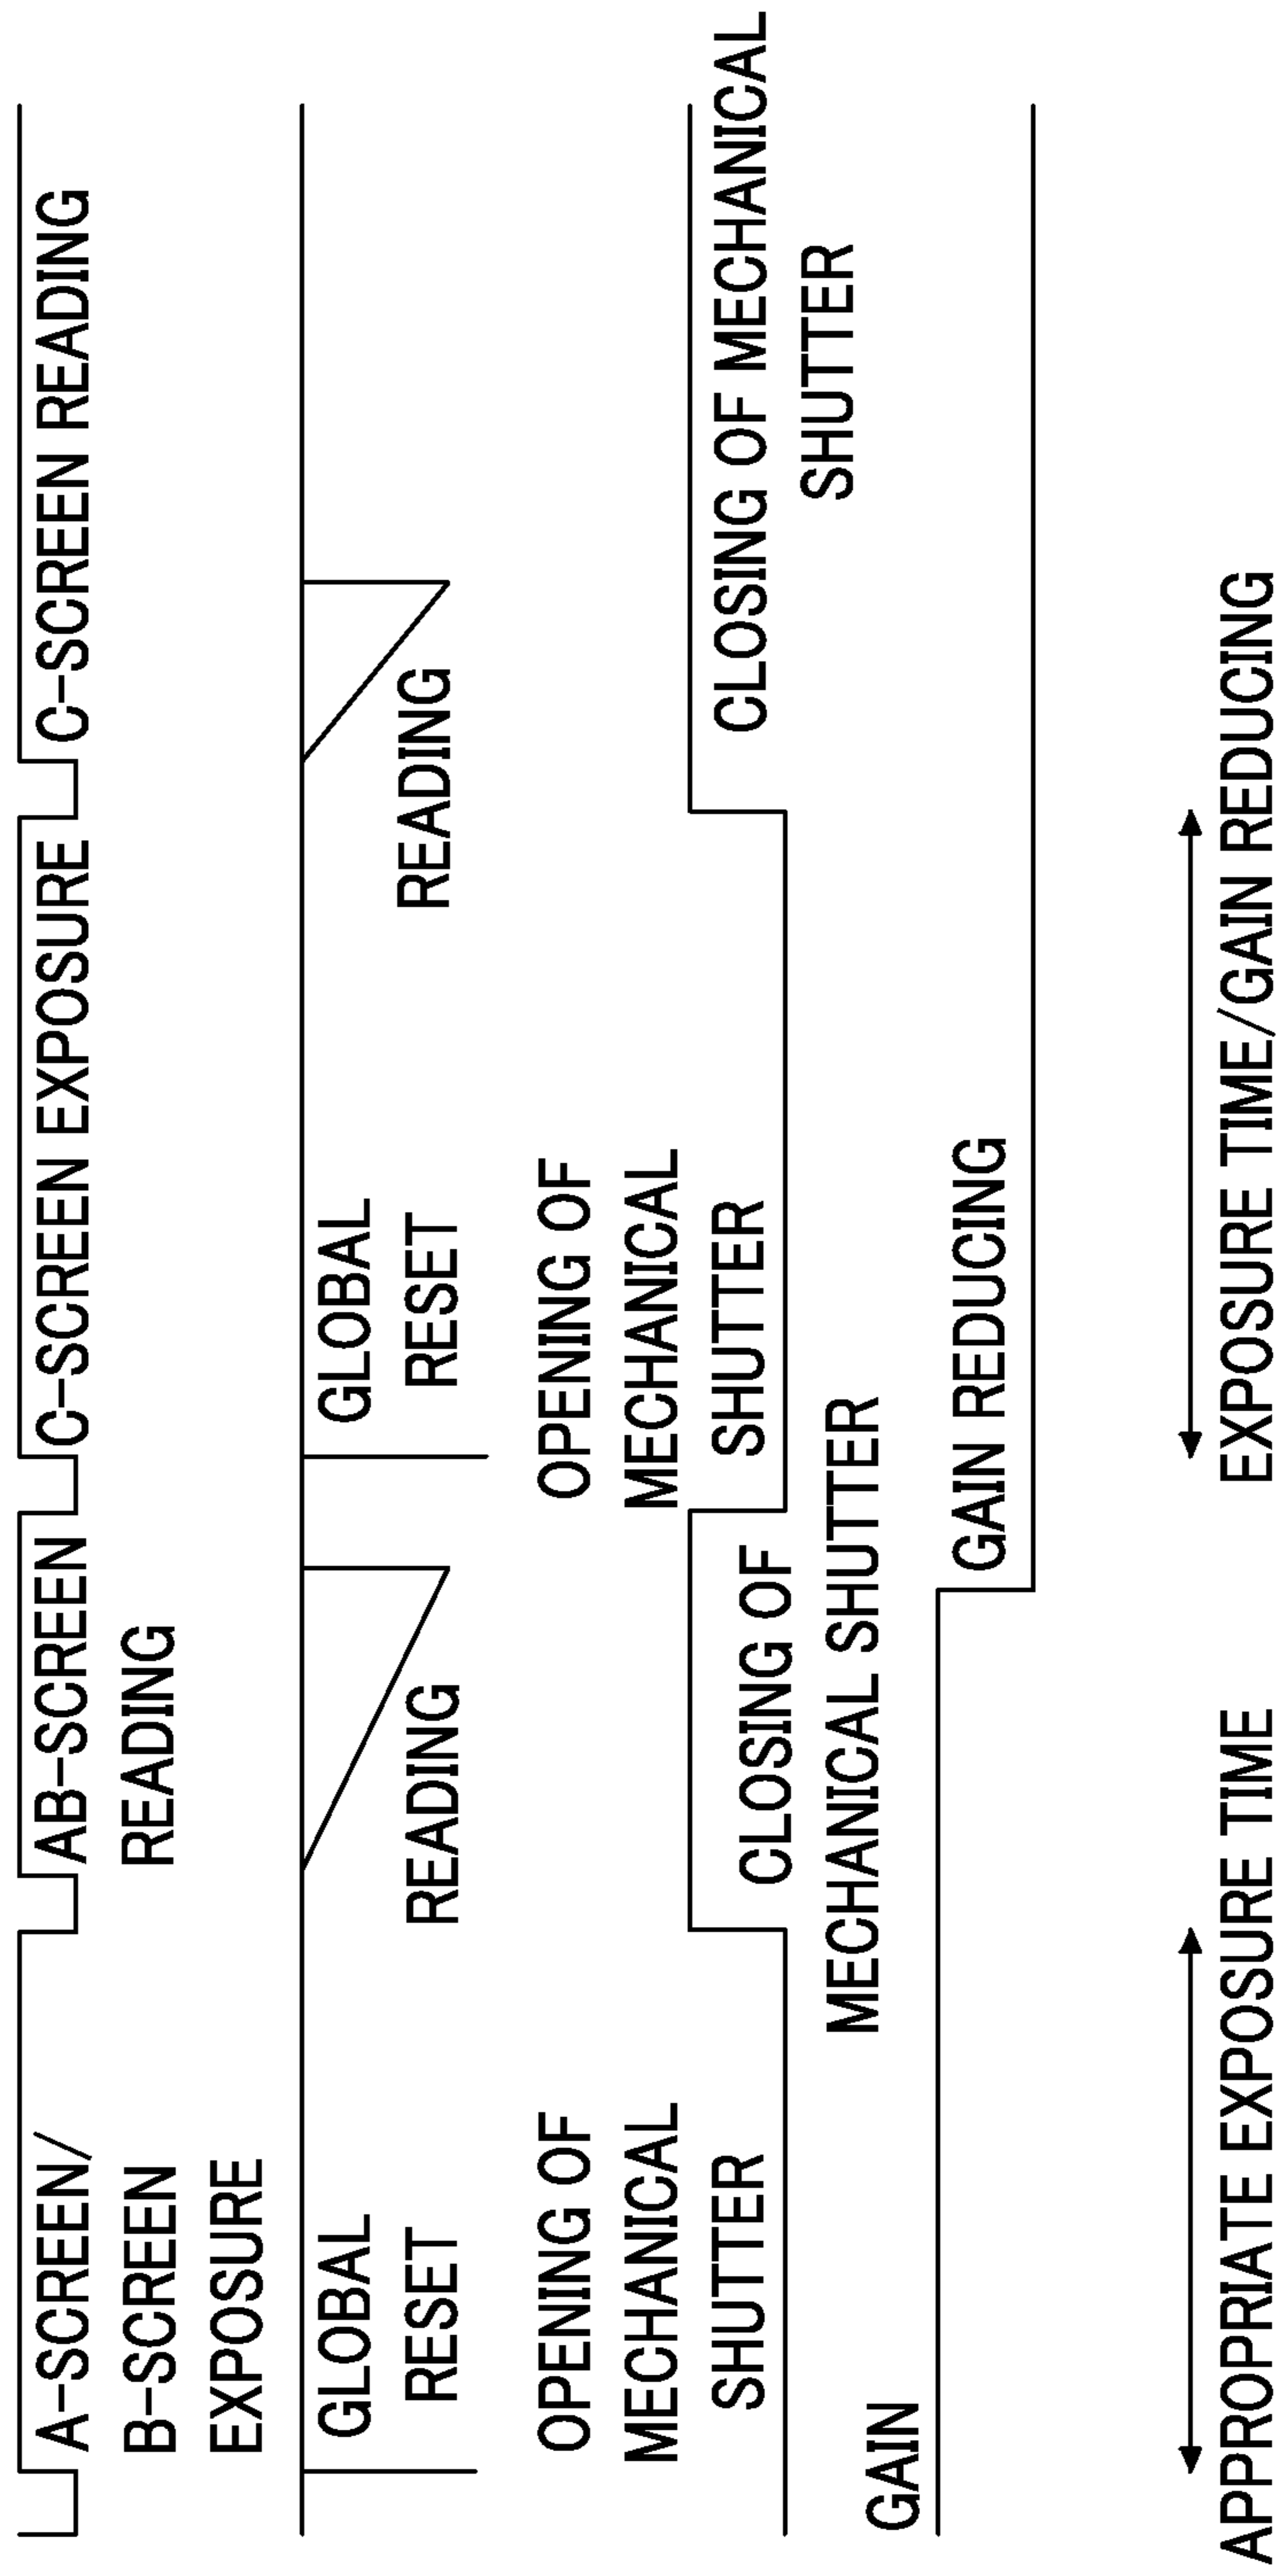 A-SCREEN/
B-SCREEN
EXPOSURE
AB-SCREEN
READING
C-SCREEN EXPOSURE
C-SCREEN READING
GLOBAL
RESET
READING
GLOBAL
RESET
READING
OPENING OF
MECHANICAL
SHUTTER
CLOSING OF
MECHANICAL SHUTTER
OPENING OF
MECHANICAL
SHUTTER
CLOSING OF MECHANICAL
SHUTTER
GAIN
GAIN REDUCING
APPROPRIATE EXPOSURE TIME
EXPOSURE TIME/GAIN REDUCING